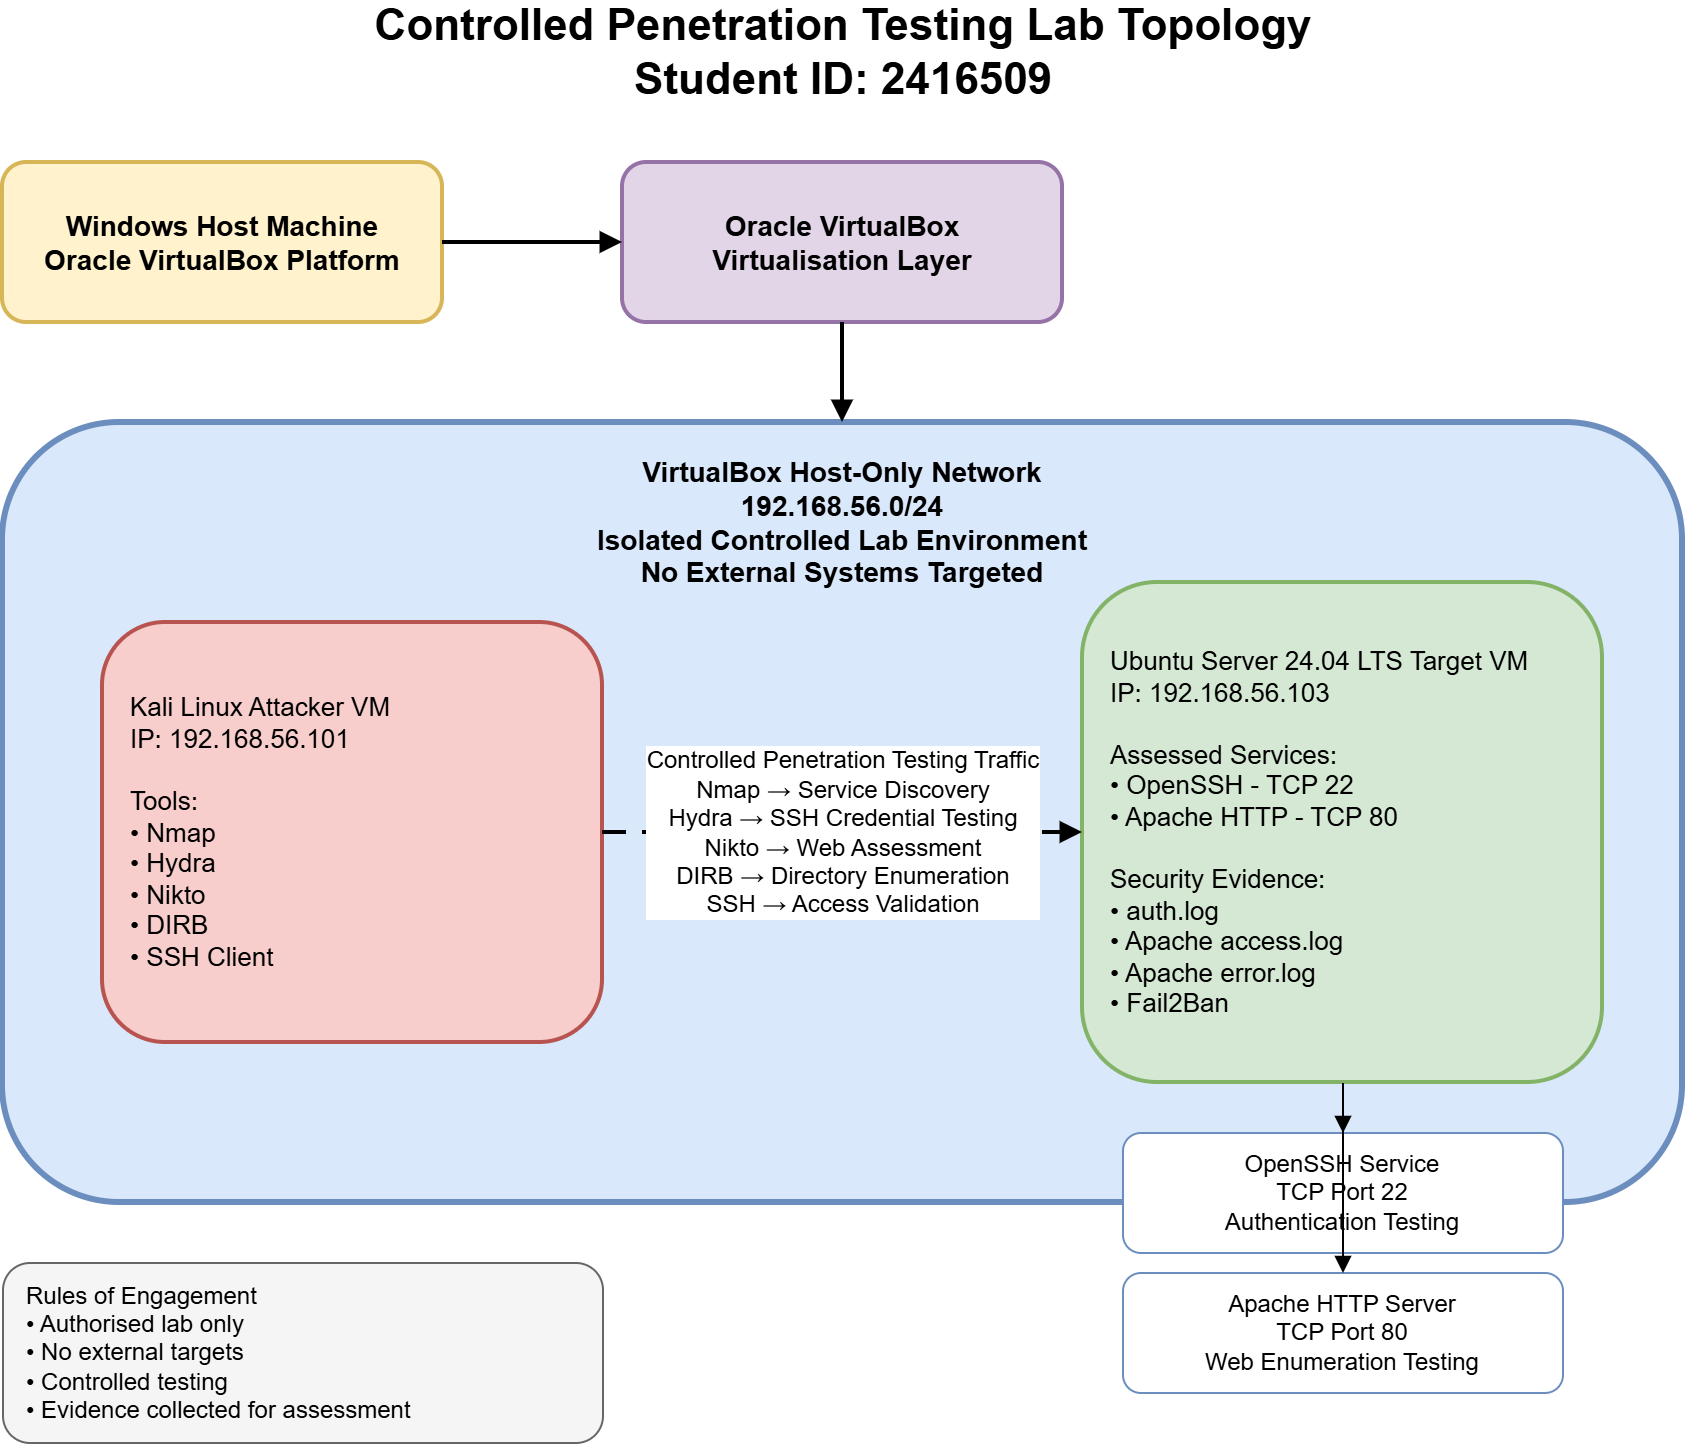 Controlled Penetration Testing Lab Topology
Student ID: 2416509
Windows Host Machine
Oracle VirtualBox Platform
Oracle VirtualBox
Virtualisation Layer
VirtualBox Host-Only Network
192.168.56.0/24
Isolated Controlled Lab Environment
No External Systems Targeted
Kali Linux Attacker VM
IP: 192.168.56.101
Tools:
• Nmap
• Hydra
• Nikto
• DIRB
• SSH Client
Controlled Penetration Testing Traffic
Nmap → Service Discovery
Hydra → SSH Credential Testing
Nikto → Web Assessment
DIRB → Directory Enumeration
SSH → Access Validation
Ubuntu Server 24.04 LTS Target VM
IP: 192.168.56.103
Assessed Services:
• OpenSSH - TCP 22
• Apache HTTP - TCP 80
Security Evidence:
• auth.log
• Apache access.log
• Apache error.log
• Fail2Ban
OpenSSH Service
TCP Port 22
Authentication Testing
Apache HTTP Server
TCP Port 80
Web Enumeration Testing
Rules of Engagement
• Authorised lab only
• No external targets
• Controlled testing
• Evidence collected for assessment